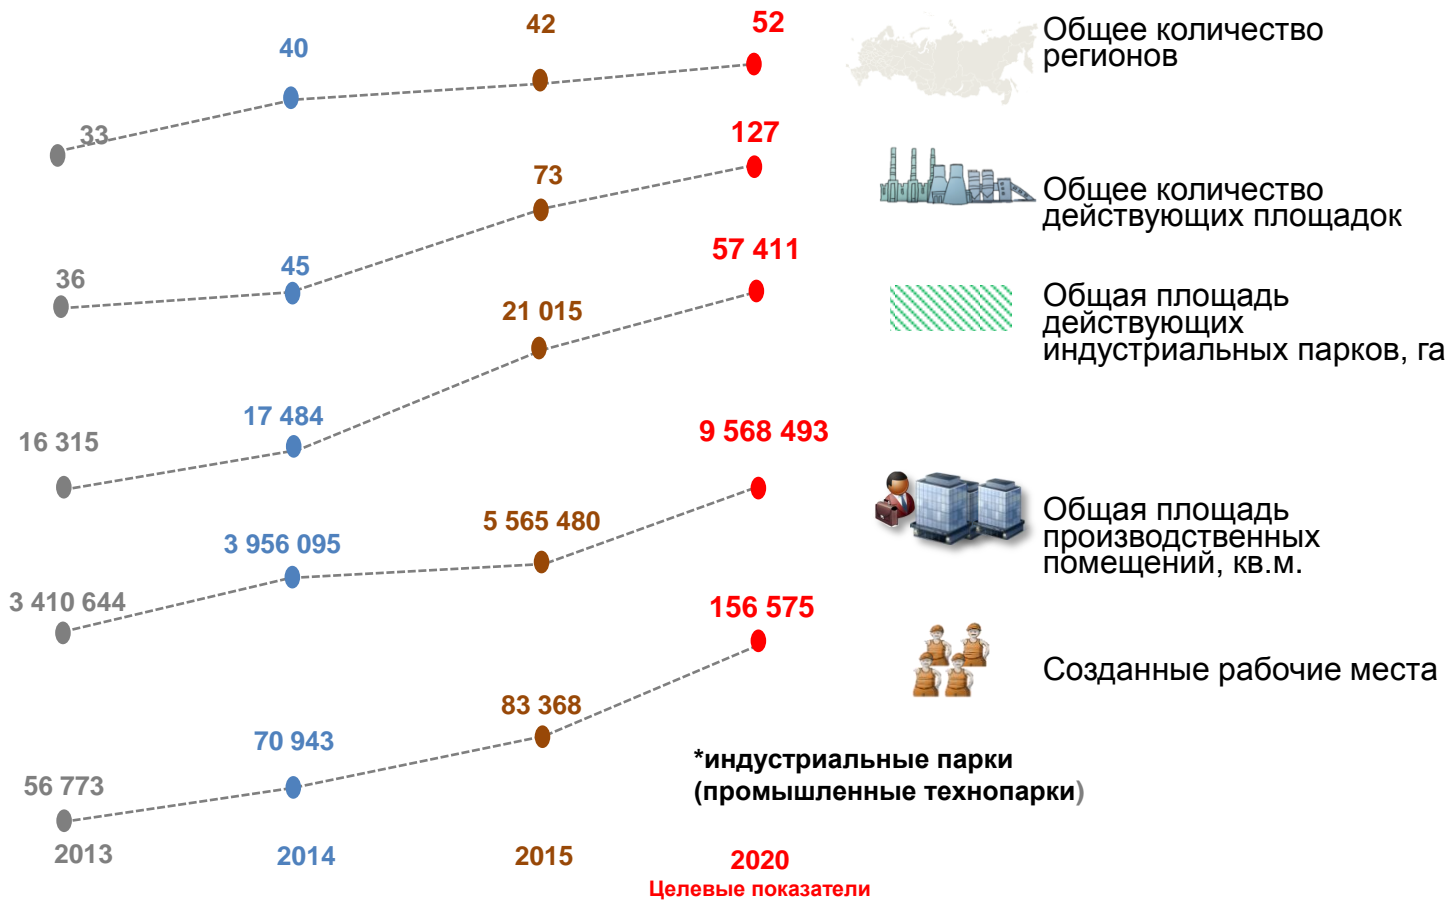 33
40
42
52
Общее количество
регионов
36
45
73
127
Общее количество
действующих площадок
16 315
17 484
21 015
57 411
Общая площадь
действующих
индустриальных парков, га
3 410 644
3 956 095
5 565 480
9 568 493
Общая площадь
производственных
помещений, кв.м.
56 773
70 943
83 368
156 575
Созданные рабочие места
*индустриальные парки
(промышленные технопарки)
2013
2014
2015
2020
Целевые показатели